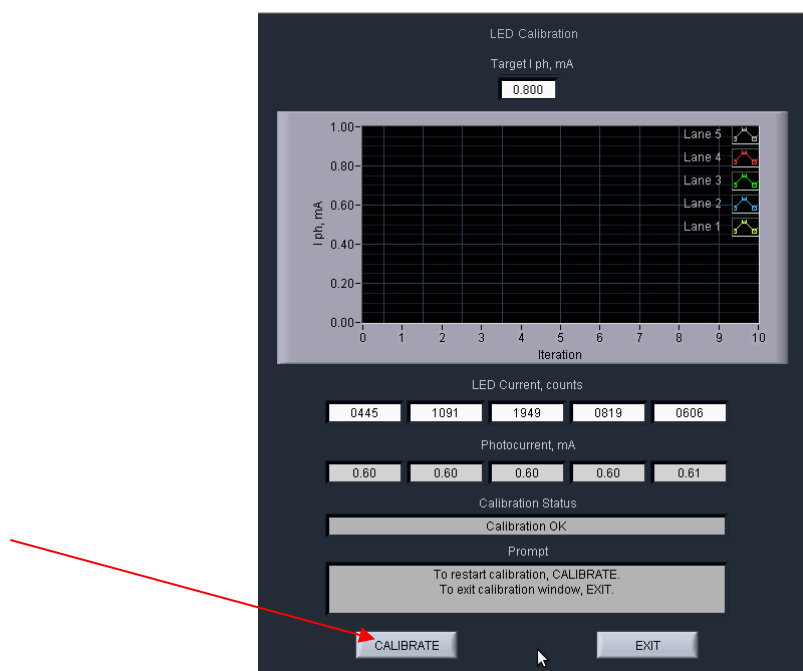 LED Calibration
Target I ph, mA
0.800
1.00
0.80
0.60
0.40
0.20
0.00
I ph, mA
Lane 5
Lane 4
Lane 3
Lane 2
Lane 1
0 1 2 3 4 5 6 7 8 9 10
Iteration
LED Current, counts
0445 1091 1949 0819 0606
Photocurrent, mA
0.60 0.60 0.60 0.60 0.61
Calibration Status
Calibration OK
Prompt
To restart calibration, CALIBRATE.
To exit calibration window, EXIT.
CALIBRATE EXIT